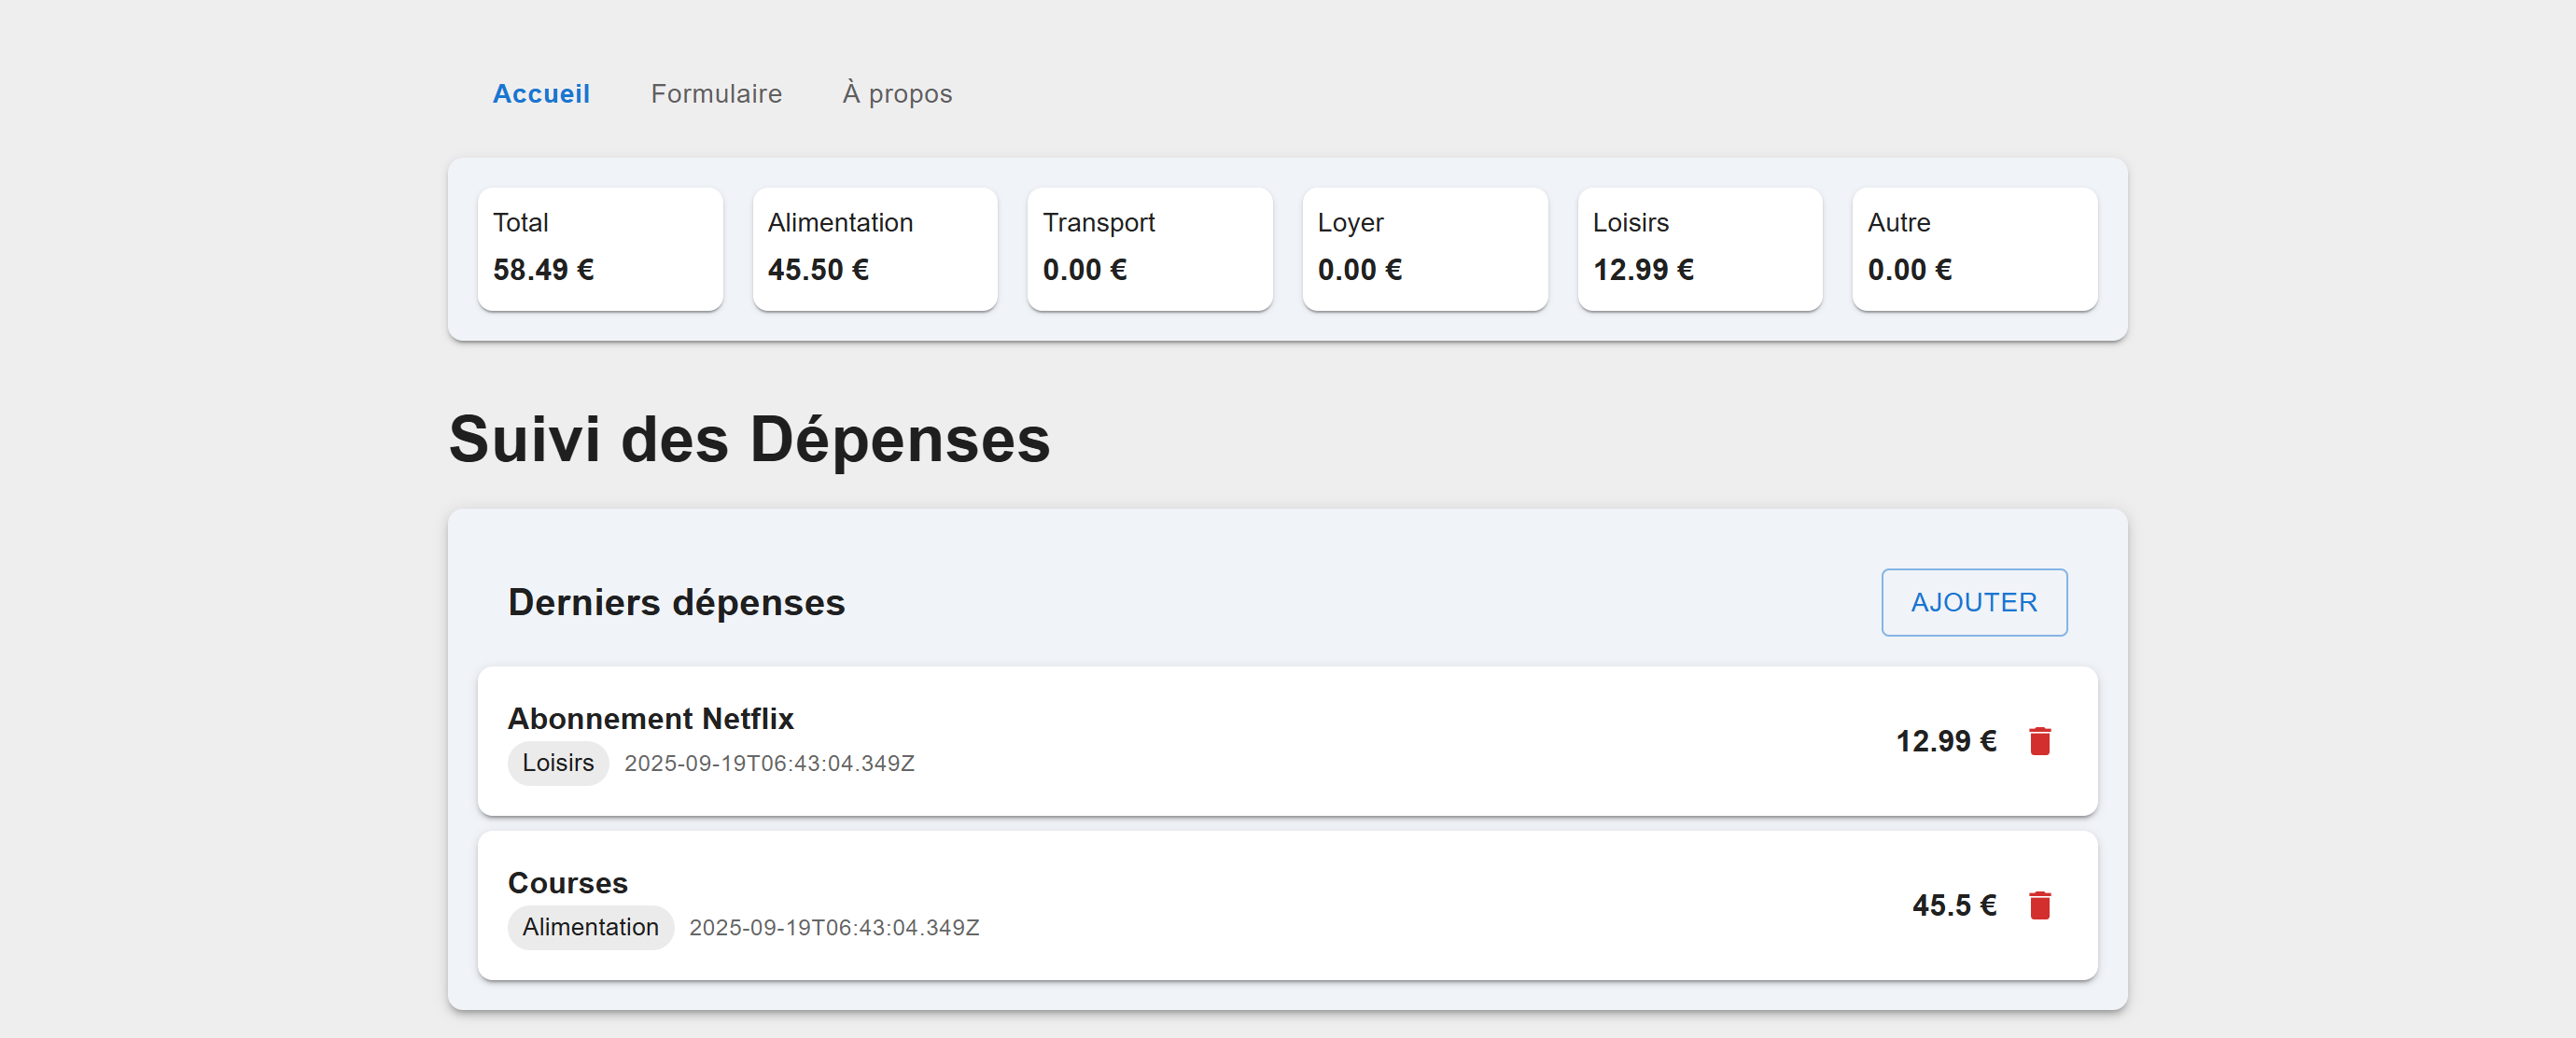 Accueil Formulaire À propos
Total Alimentation Transport Loyer Loisirs Autre
58.49 € 45.50 € 0.00 € 0.00 € 12.99 € 0.00 €
Suivi des Dépenses
Derniers dépenses AJOUTER
Abonnement Netflix
12.99 €
Loisirs 2025-09-19T06:43:04.349Z
Courses
45.5 €
Alimentation 2025-09-19T06:43:04.349Z